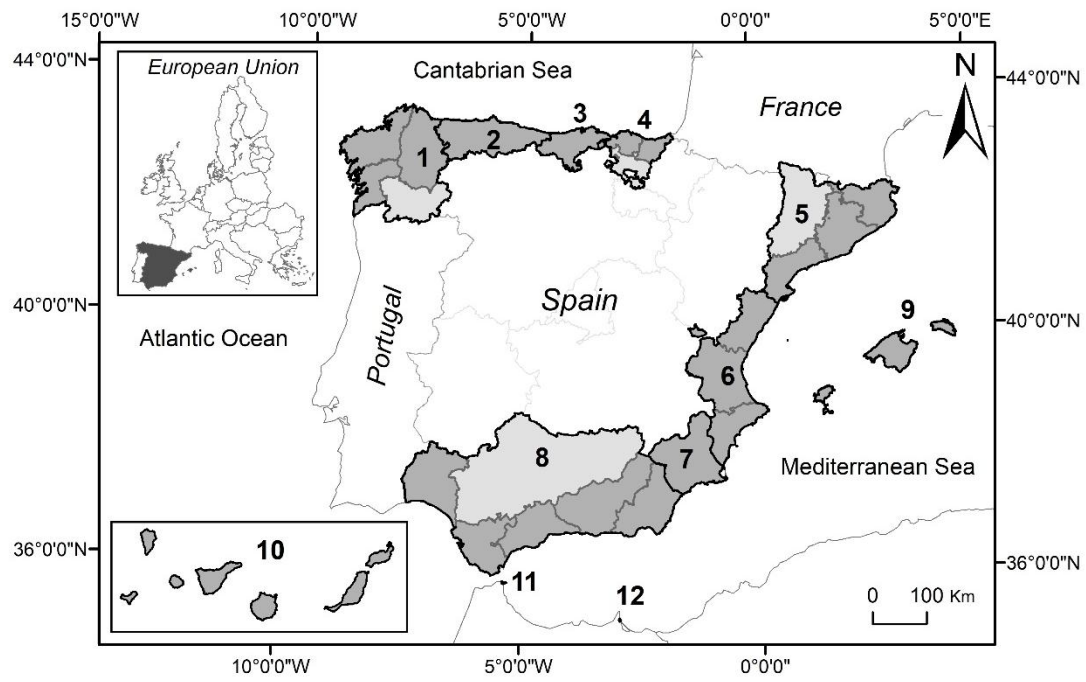 15°0'0"W
10°0'0"W
5°0'0"W
0°0'0"
5°0'0"E
44°0'0"N
44°0'0"N
European Union
Cantabrian Sea
N
France
3
4
2
1
5
40°0'0"N
40°0'0"N
Spain
Portugal
9
Atlantic Ocean
6
8
7
Mediterranean Sea
36°0'0"N
36°0'0"N
10
11
12
0 100 Km
10°0'0"W
5°0'0"W
0°0'0"